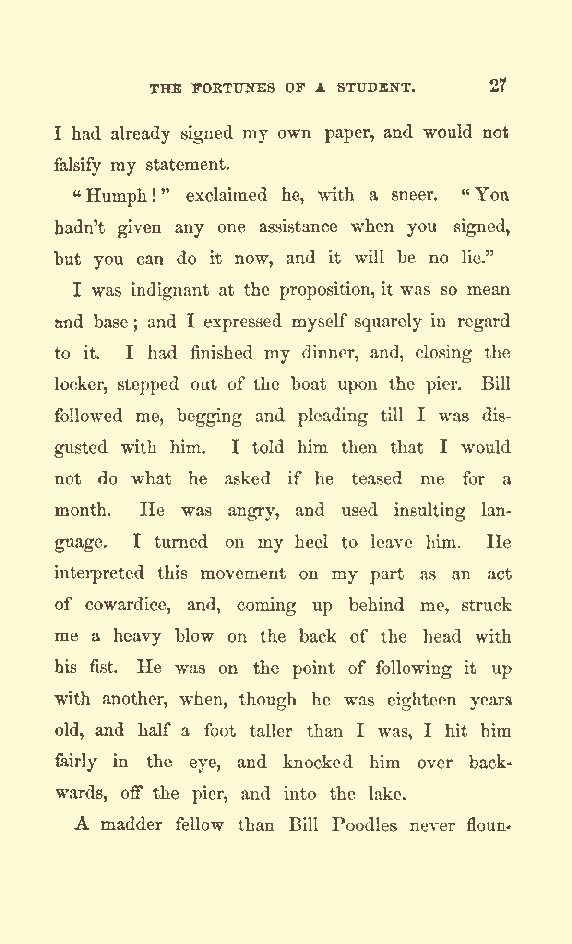 THE FORTUNES OF A STUDENT. 27
I had already signed my own paper, and would not
falsify my statement.
"Humph!" exclaimed he, with a sneer. "You
hadn't given any one assistance when you signed,
but you can do it now, and it will be no lie."
I was indignant at the proposition, it was so mean
and base; and I expressed myself squarely in regard
to it. I had finished my dinner, and, closing the
locker, stepped out of the boat upon the pier. Bill
followed me, begging and pleading till I was dis-
gusted with him. I told him then that I would
not do what he asked if he teased me for a
month. He was angry, and used insulting lan-
guage. I turned on my heel to leave him. He
interpreted this movement on my part as an act
of cowardice, and, coming up behind me, struck
me a heavy blow on the back of the head with
his fist. He was on the point of following it up
with another, when, though he was eighteen years
old, and half a foot taller than I was, I hit him
fairly in the eye, and knocked him over back-
wards, off the pier, and into the lake.
A madder fellow than Bill Poodles never floun-